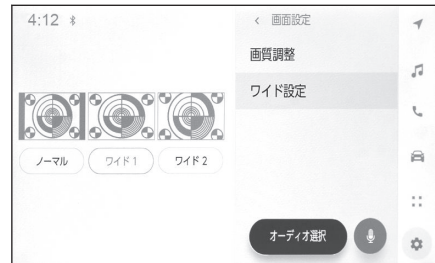 4:12
< 画面設定
画質調整
ワイド設定
ノーマル
ワイド 1
ワイド 2
オーディオ選択